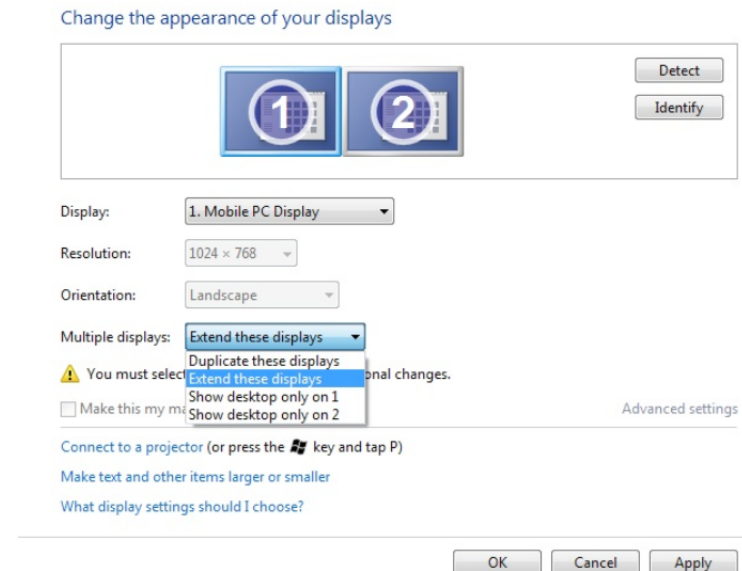 Change the appearance of your displays
Detect
1 2
Identify
Display: 1. Mobile PC Display
Resolution: 1024 × 768
Orientation: Landscape
Multiple displays: Extend these displays
Duplicate these displays
You must select onal changes.
Extend these displays
Show desktop only on 1
Make this my Advanced settings
Show desktop only on 2
Connect to a projector (or press the key and tap P)
Make text and other items larger or smaller
What display settings should I choose?
OK Cancel Apply